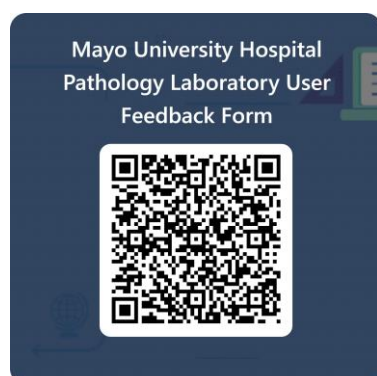 Mayo University Hospital
Pathology Laboratory User
Feedback Form